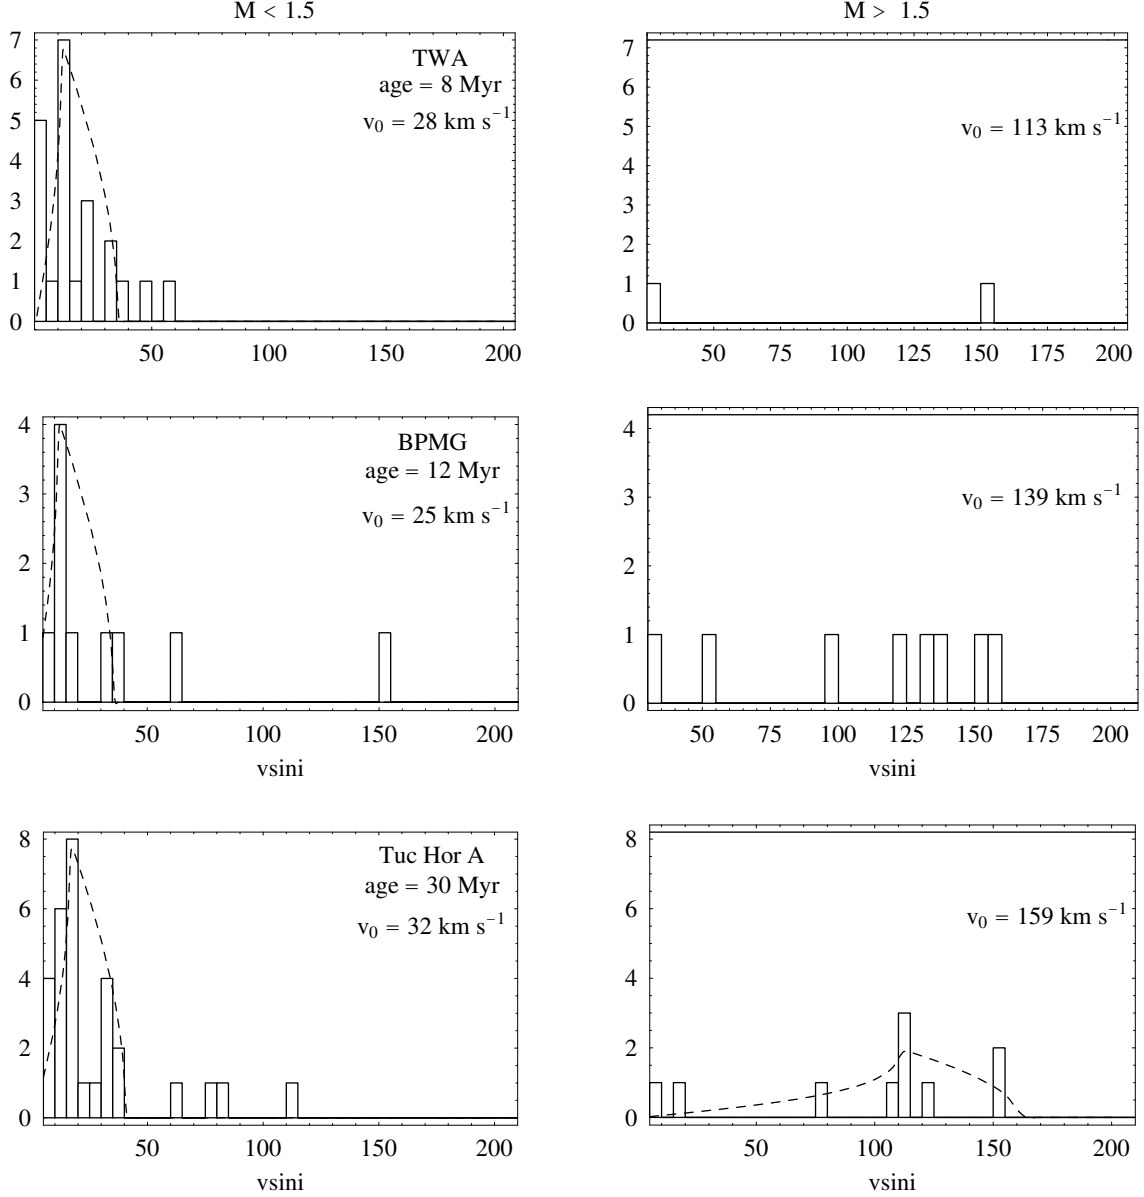 M < 1.5
M > 1.5
7
6
5
4
3
2
1
0
TWA
age = 8 Myr
v₀ = 28 km s⁻¹
50 100 150 200
7
6
5
4
3
2
1
0
v₀ = 113 km s⁻¹
50 75 100 125 150 175 200
4
3
2
1
0
BPMG
age = 12 Myr
v₀ = 25 km s⁻¹
50 100 150 200
vsini
4
3
2
1
0
v₀ = 139 km s⁻¹
50 75 100 125 150 175 200
vsini
8
6
4
2
0
Tuc Hor A
age = 30 Myr
v₀ = 32 km s⁻¹
50 100 150 200
vsini
8
6
4
2
0
v₀ = 159 km s⁻¹
50 100 150 200
vsini